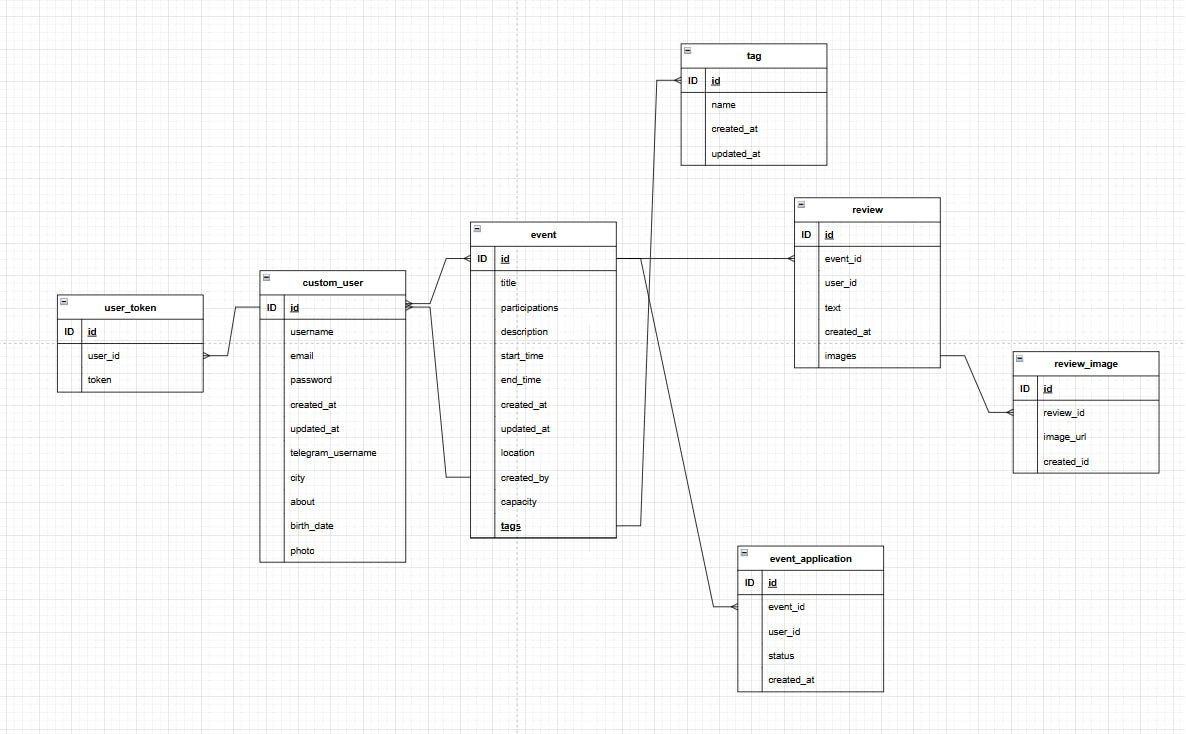 tag
ID id
name
created_at
updated_at
review
ID id
event_id
user_id
text
created_at
images
event
ID id
title
participations
description
start_time
end_time
created_at
updated_at
location
created_by
capacity
tags
custom_user
ID id
username
email
password
created_at
updated_at
telegram_username
city
about
birth_date
photo
user_token
ID id
user_id
token
review_image
ID id
review_id
image_url
created_id
event_application
ID id
event_id
user_id
status
created_at